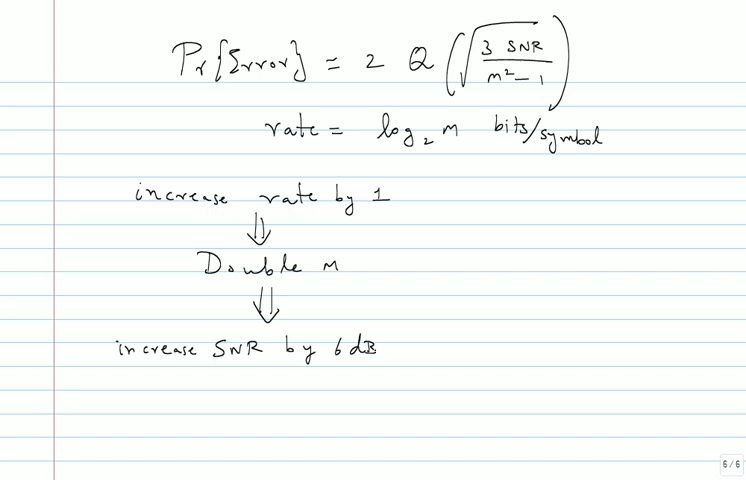 Pr{Error} = 2 Q (√(3 SNR / m² - 1))
rate = log₂ m bits/symbol
increase rate by 1
⇓
Double m
⇓
increase SNR by 6 dB
6 / 6